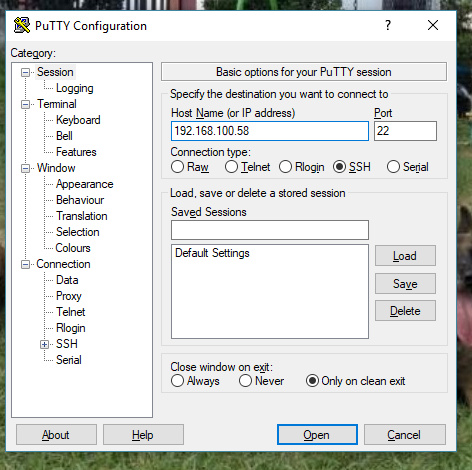 PuTTY Configuration
Category:
Session
Logging
Terminal
Keyboard
Bell
Features
Window
Appearance
Behaviour
Translation
Selection
Colours
Connection
Data
Proxy
Telnet
Rlogin
SSH
Serial
Basic options for your PuTTY session
Specify the destination you want to connect to
Host Name (or IP address) Port
192.168.100.58 22
Connection type:
Raw Telnet Rlogin SSH Serial
Load, save or delete a stored session
Saved Sessions
Default Settings
Load
Save
Delete
Close window on exit:
Always Never Only on clean exit
About Help Open Cancel